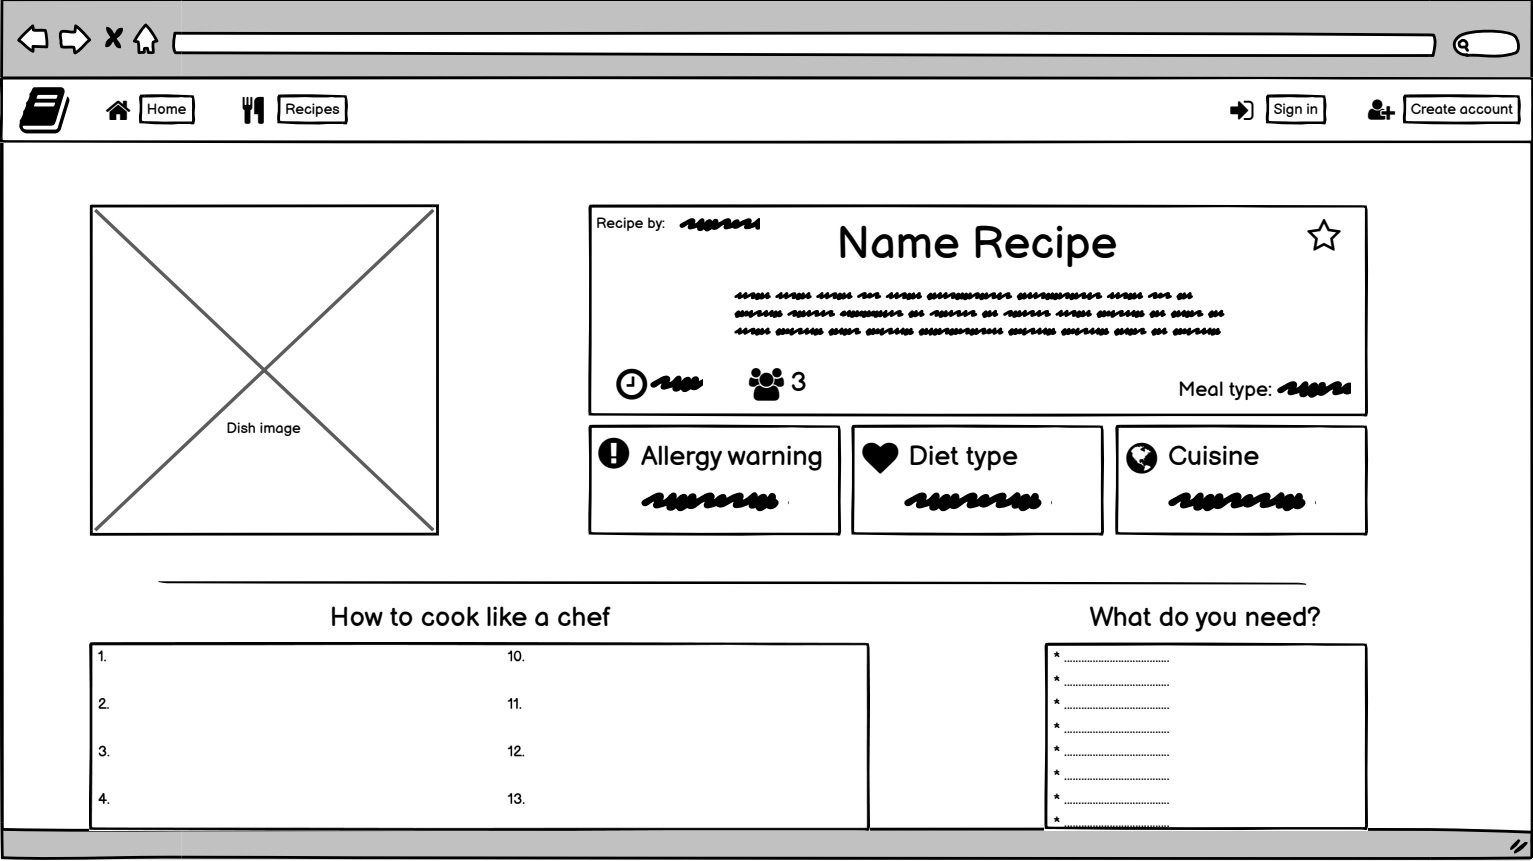 Home
Recipes
Sign in
Create account
Recipe by:
Name Recipe
3
Meal type:
Dish image
Allergy warning
Diet type
Cuisine
How to cook like a chef
What do you need?
1.
2.
3.
4.
10.
11.
12.
13.
* ....................................
* ....................................
* ....................................
* ....................................
* ....................................
* ....................................
* ....................................
* ....................................